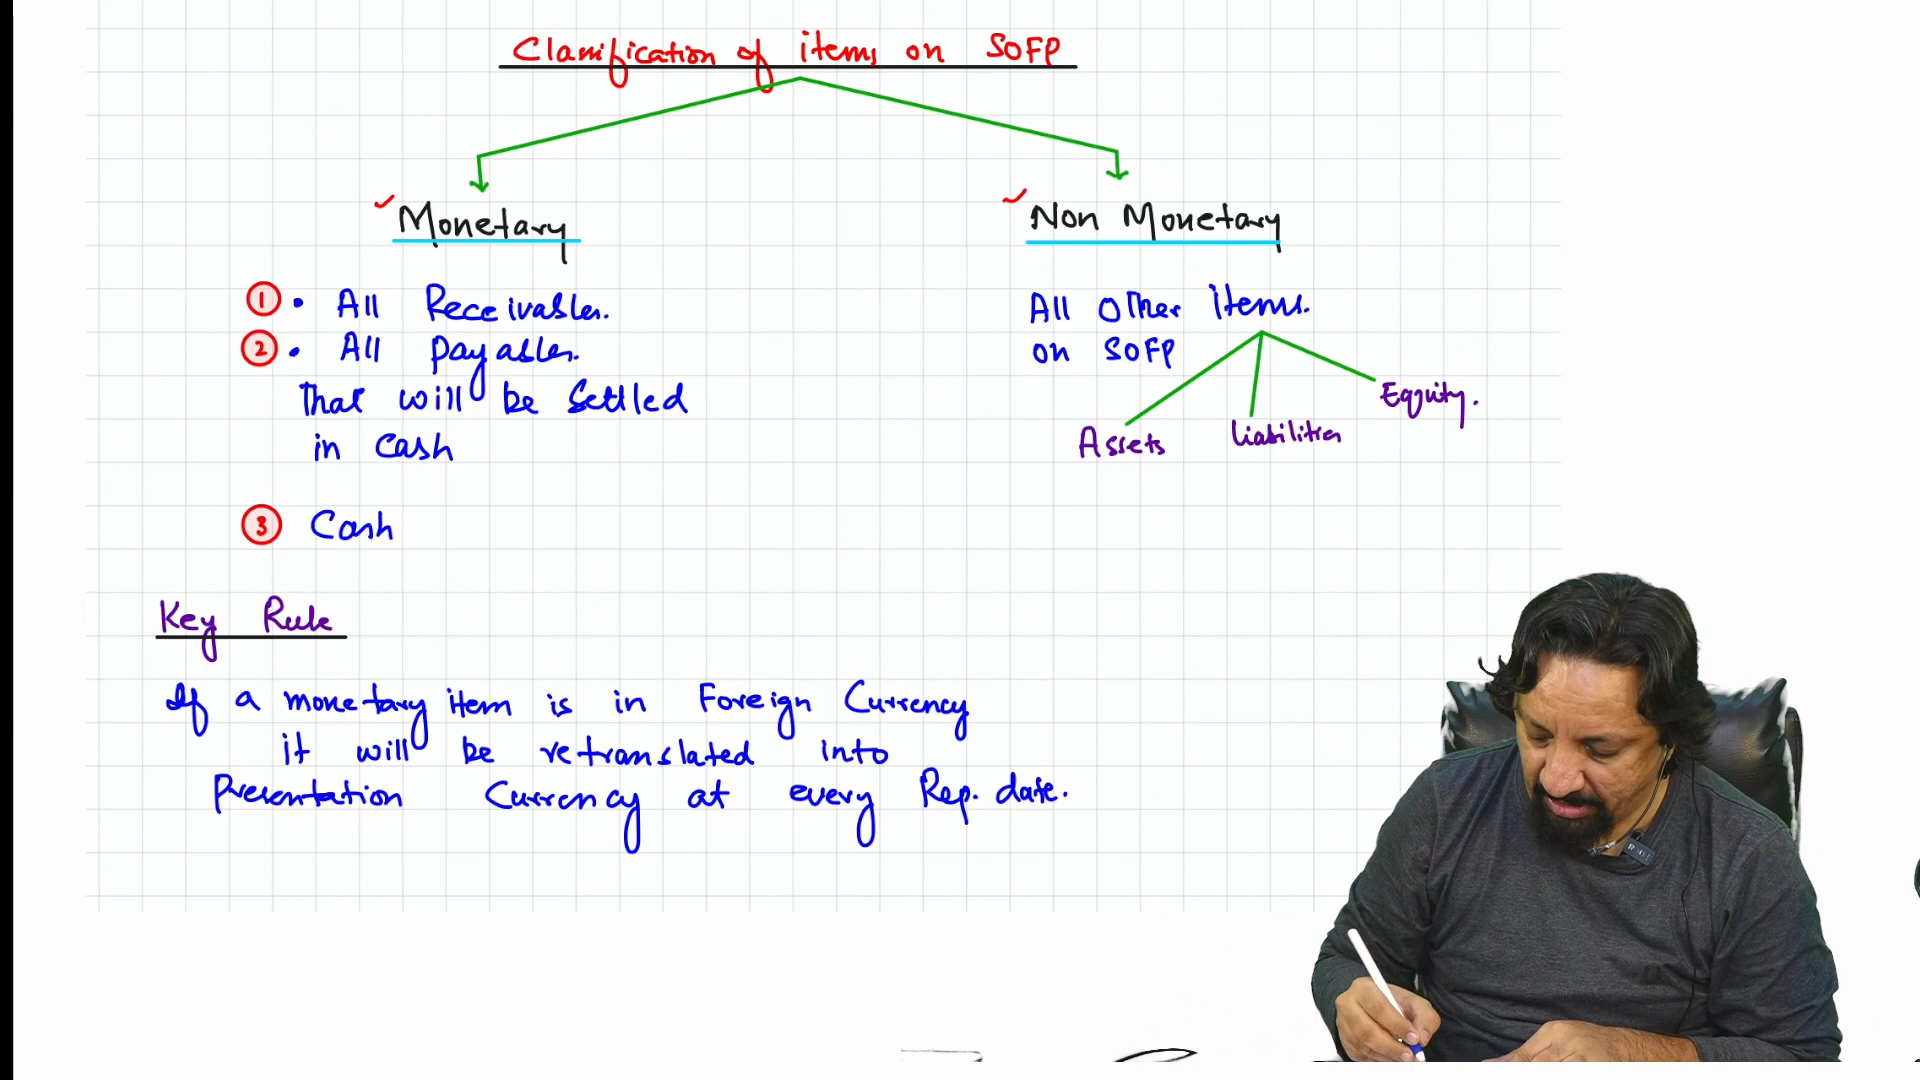 Classification of items on SOFP
Monetary
Non Monetary
1 • All Receivables.
2 • All payables.
That will be settled
in cash
3 Cash
All Other items.
on SOFP
Assets
Liabilities
Equity.
Key Rule
If a monetary item is in Foreign Currency
it will be retranslated into
Presentation Currency at every Rep. date.